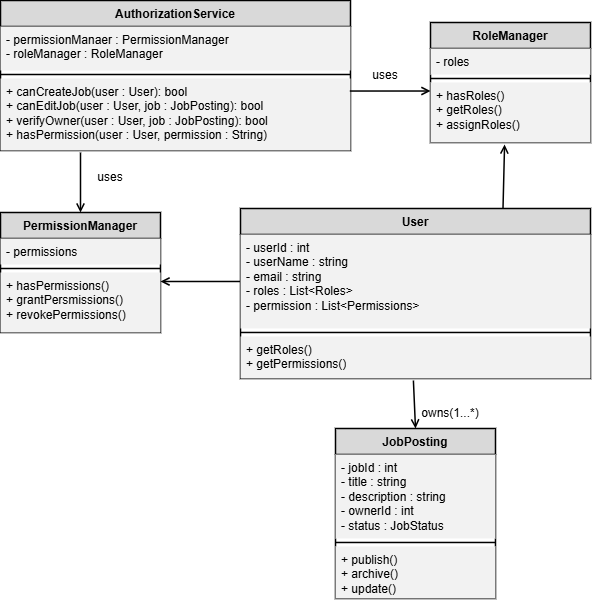 AuthorizationService
- permissionManaer : PermissionManager
- roleManager : RoleManager
+ canCreateJob(user : User): bool
+ canEditJob(user : User, job : JobPosting): bool
+ verifyOwner(user : User, job : JobPosting): bool
+ hasPermission(user : User, permission : String)
uses
RoleManager
- roles
+ hasRoles()
+ getRoles()
+ assignRoles()
uses
PermissionManager
- permissions
+ hasPermissions()
+ grantPersmissions()
+ revokePermissions()
User
- userId : int
- userName : string
- email : string
- roles : List<Roles>
- permission : List<Permissions>
+ getRoles()
+ getPermissions()
owns(1...*)
JobPosting
- jobId : int
- title : string
- description : string
- ownerId : int
- status : JobStatus
+ publish()
+ archive()
+ update()